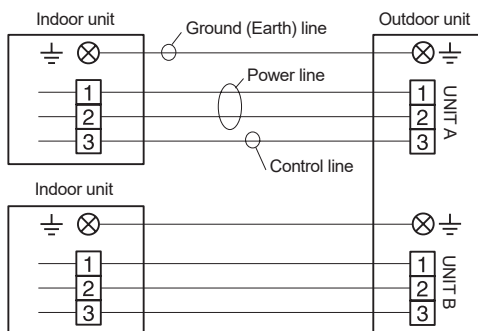 Indoor unit
Outdoor unit
Ground (Earth) line
Power line
1
2
3
1
2
3
UNIT A
Control line
Indoor unit
1
2
3
1
2
3
UNIT B